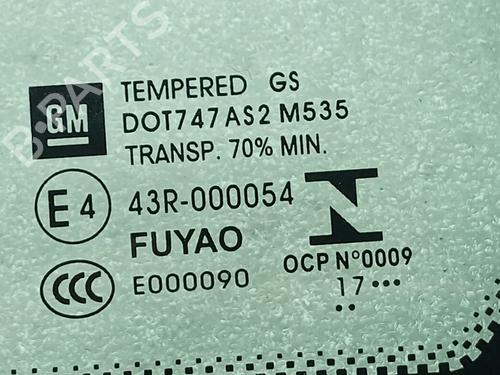 GM
TEMPERED GS
DOT747 AS2 M535
TRANSP. 70% MIN.
E 4
43R-000054
FUYAO
CCC
E000090
OCP N°0009
17 •••
••
B-PARTS